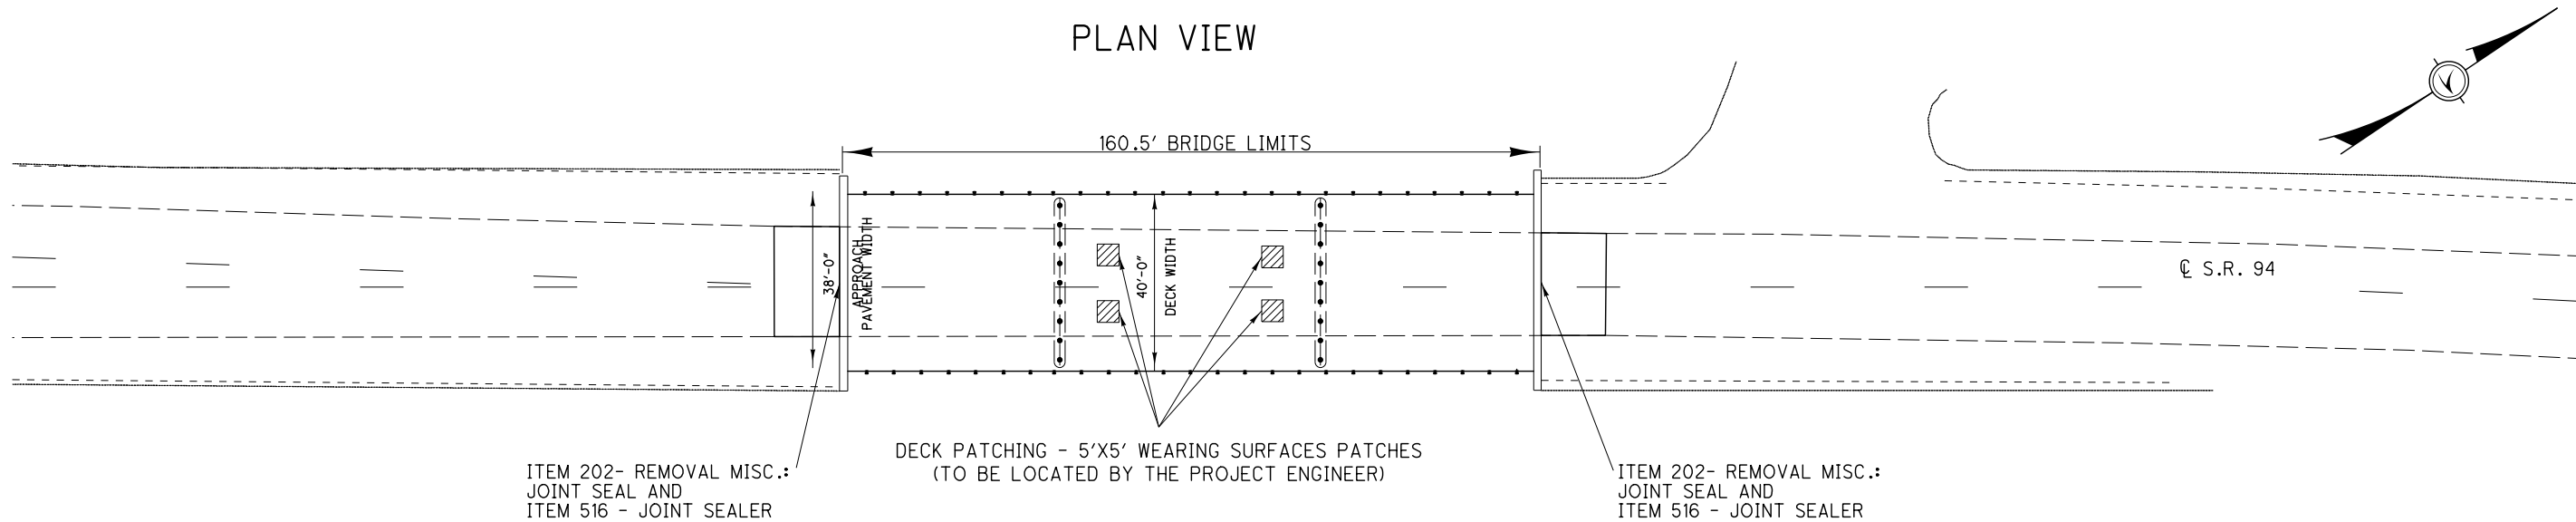 PLAN VIEW
160.5' BRIDGE LIMITS
38'-0"
APPROACH
PAVEMENT WIDTH
40'-0"
DECK WIDTH
℄ S.R. 94
DECK PATCHING - 5'X5' WEARING SURFACES PATCHES
(TO BE LOCATED BY THE PROJECT ENGINEER)
ITEM 202- REMOVAL MISC.:
JOINT SEAL AND
ITEM 516 - JOINT SEALER
ITEM 202- REMOVAL MISC.:
JOINT SEAL AND
ITEM 516 - JOINT SEALER